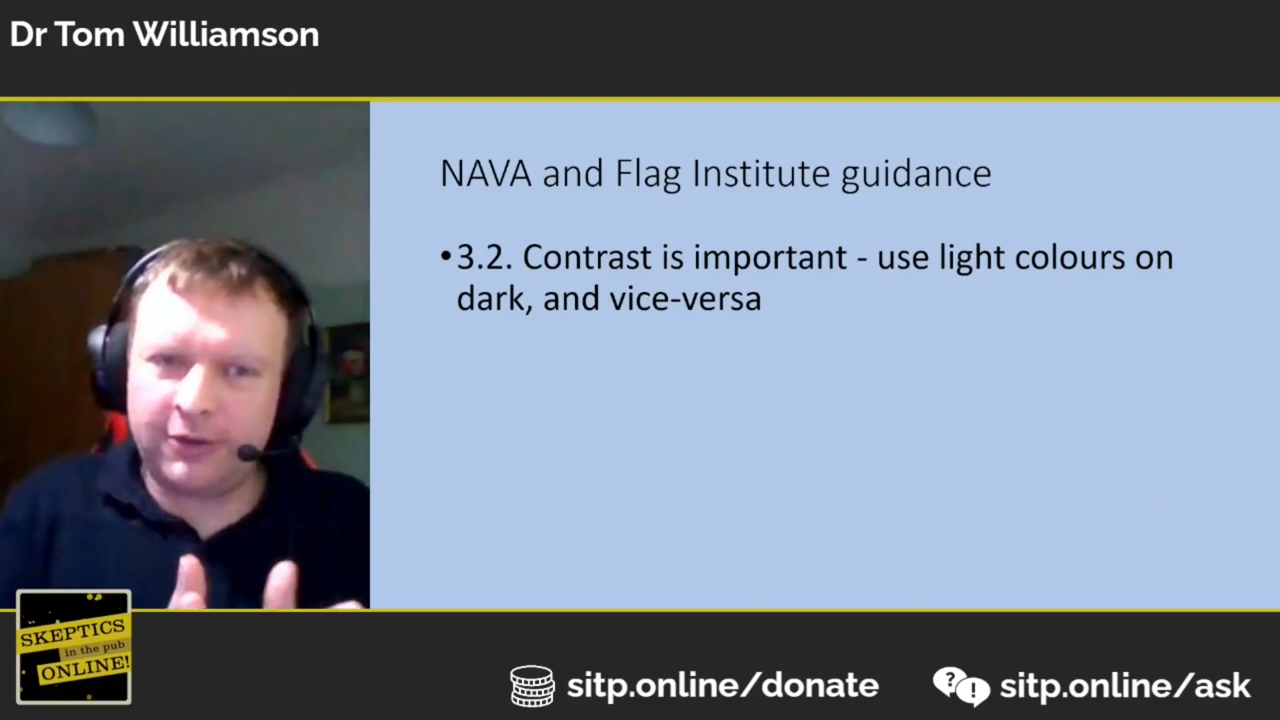 Dr Tom Williamson
NAVA and Flag Institute guidance
•3.2. Contrast is important - use light colours on
dark, and vice-versa
SKEPTICS
in the pub
ONLINE!
sitp.online/donate
? !
sitp.online/ask